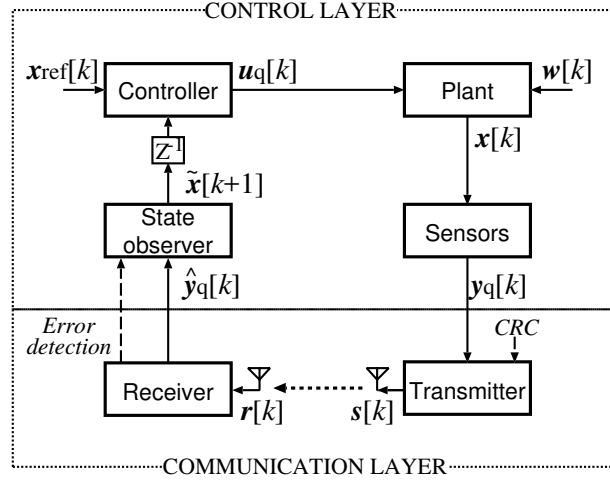 CONTROL LAYER
xref[k]
uq[k]
w[k]
Controller
Plant
x[k]
Z-1
x̃[k+1]
State
observer
Sensors
ŷq[k]
yq[k]
Error
detection
CRC
Receiver
Transmitter
r[k]
s[k]
COMMUNICATION LAYER